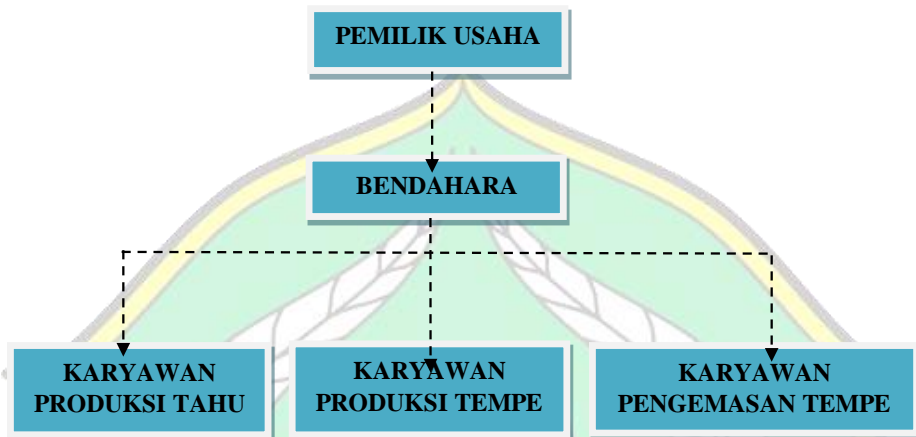 PEMILIK USAHA
BENDAHARA
KARYAWAN
PRODUKSI TAHU
KARYAWAN
PRODUKSI TEMPE
KARYAWAN
PENGEMASAN TEMPE